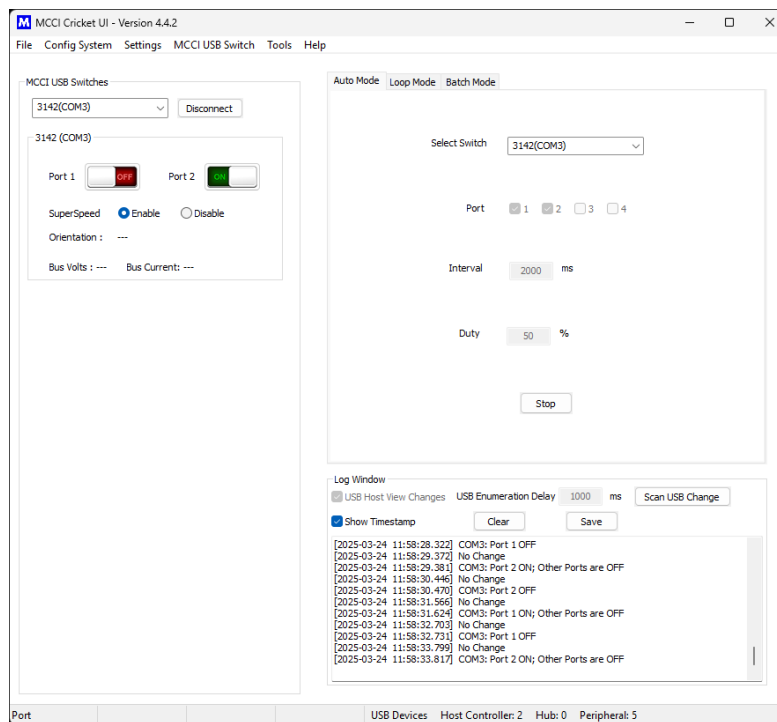 MCCI Cricket UI - Version 4.4.2
File Config System Settings MCCI USB Switch Tools Help
MCCI USB Switches
3142(COM3) Disconnect
3142 (COM3)
Port 1 OFF Port 2 ON
SuperSpeed Enable Disable
Orientation : ---
Bus Volts : --- Bus Current: ---
Auto Mode Loop Mode Batch Mode
Select Switch 3142(COM3)
Port 1 2 3 4
Interval 2000 ms
Duty 50 %
Stop
Log Window
USB Host View Changes USB Enumeration Delay 1000 ms Scan USB Change
Show Timestamp Clear Save
[2025-03-24 11:58:28.322] COM3: Port 1 OFF
[2025-03-24 11:58:29.372] No Change
[2025-03-24 11:58:29.381] COM3: Port 2 ON; Other Ports are OFF
[2025-03-24 11:58:30.446] No Change
[2025-03-24 11:58:30.470] COM3: Port 2 OFF
[2025-03-24 11:58:31.566] No Change
[2025-03-24 11:58:31.624] COM3: Port 1 ON; Other Ports are OFF
[2025-03-24 11:58:32.703] No Change
[2025-03-24 11:58:32.731] COM3: Port 1 OFF
[2025-03-24 11:58:33.799] No Change
[2025-03-24 11:58:33.817] COM3: Port 2 ON; Other Ports are OFF
Port USB Devices Host Controller: 2 Hub: 0 Peripheral: 5